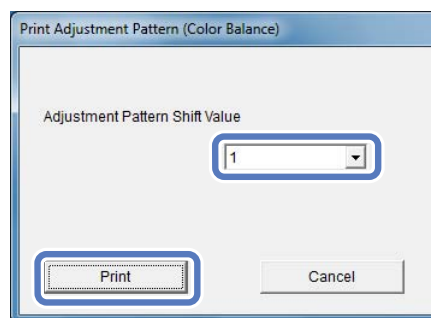 Print Adjustment Pattern (Color Balance)
Adjustment Pattern Shift Value
1
Print Cancel